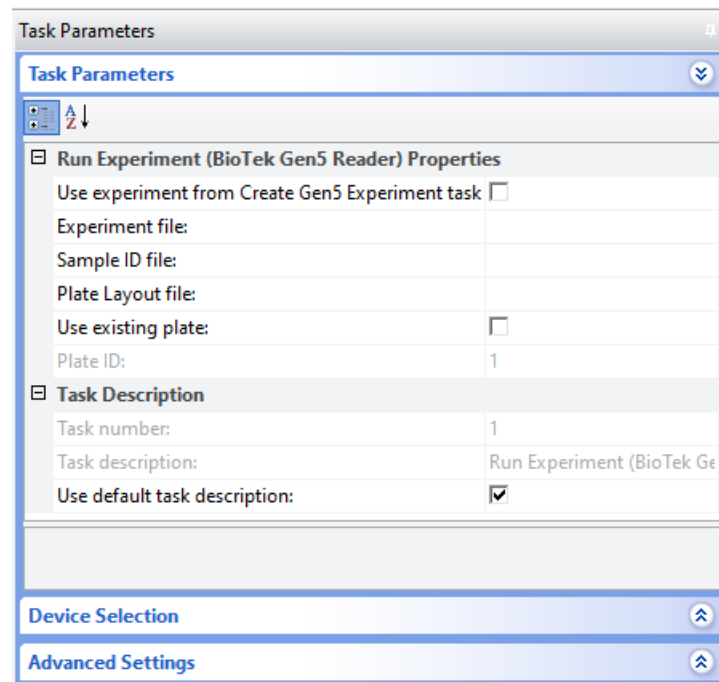 Task Parameters
Task Parameters
A
Z
Run Experiment (BioTek Gen5 Reader) Properties
Use experiment from Create Gen5 Experiment task
Experiment file:
Sample ID file:
Plate Layout file:
Use existing plate:
Plate ID: 1
Task Description
Task number: 1
Task description: Run Experiment (BioTek Ge
Use default task description:
Device Selection
Advanced Settings